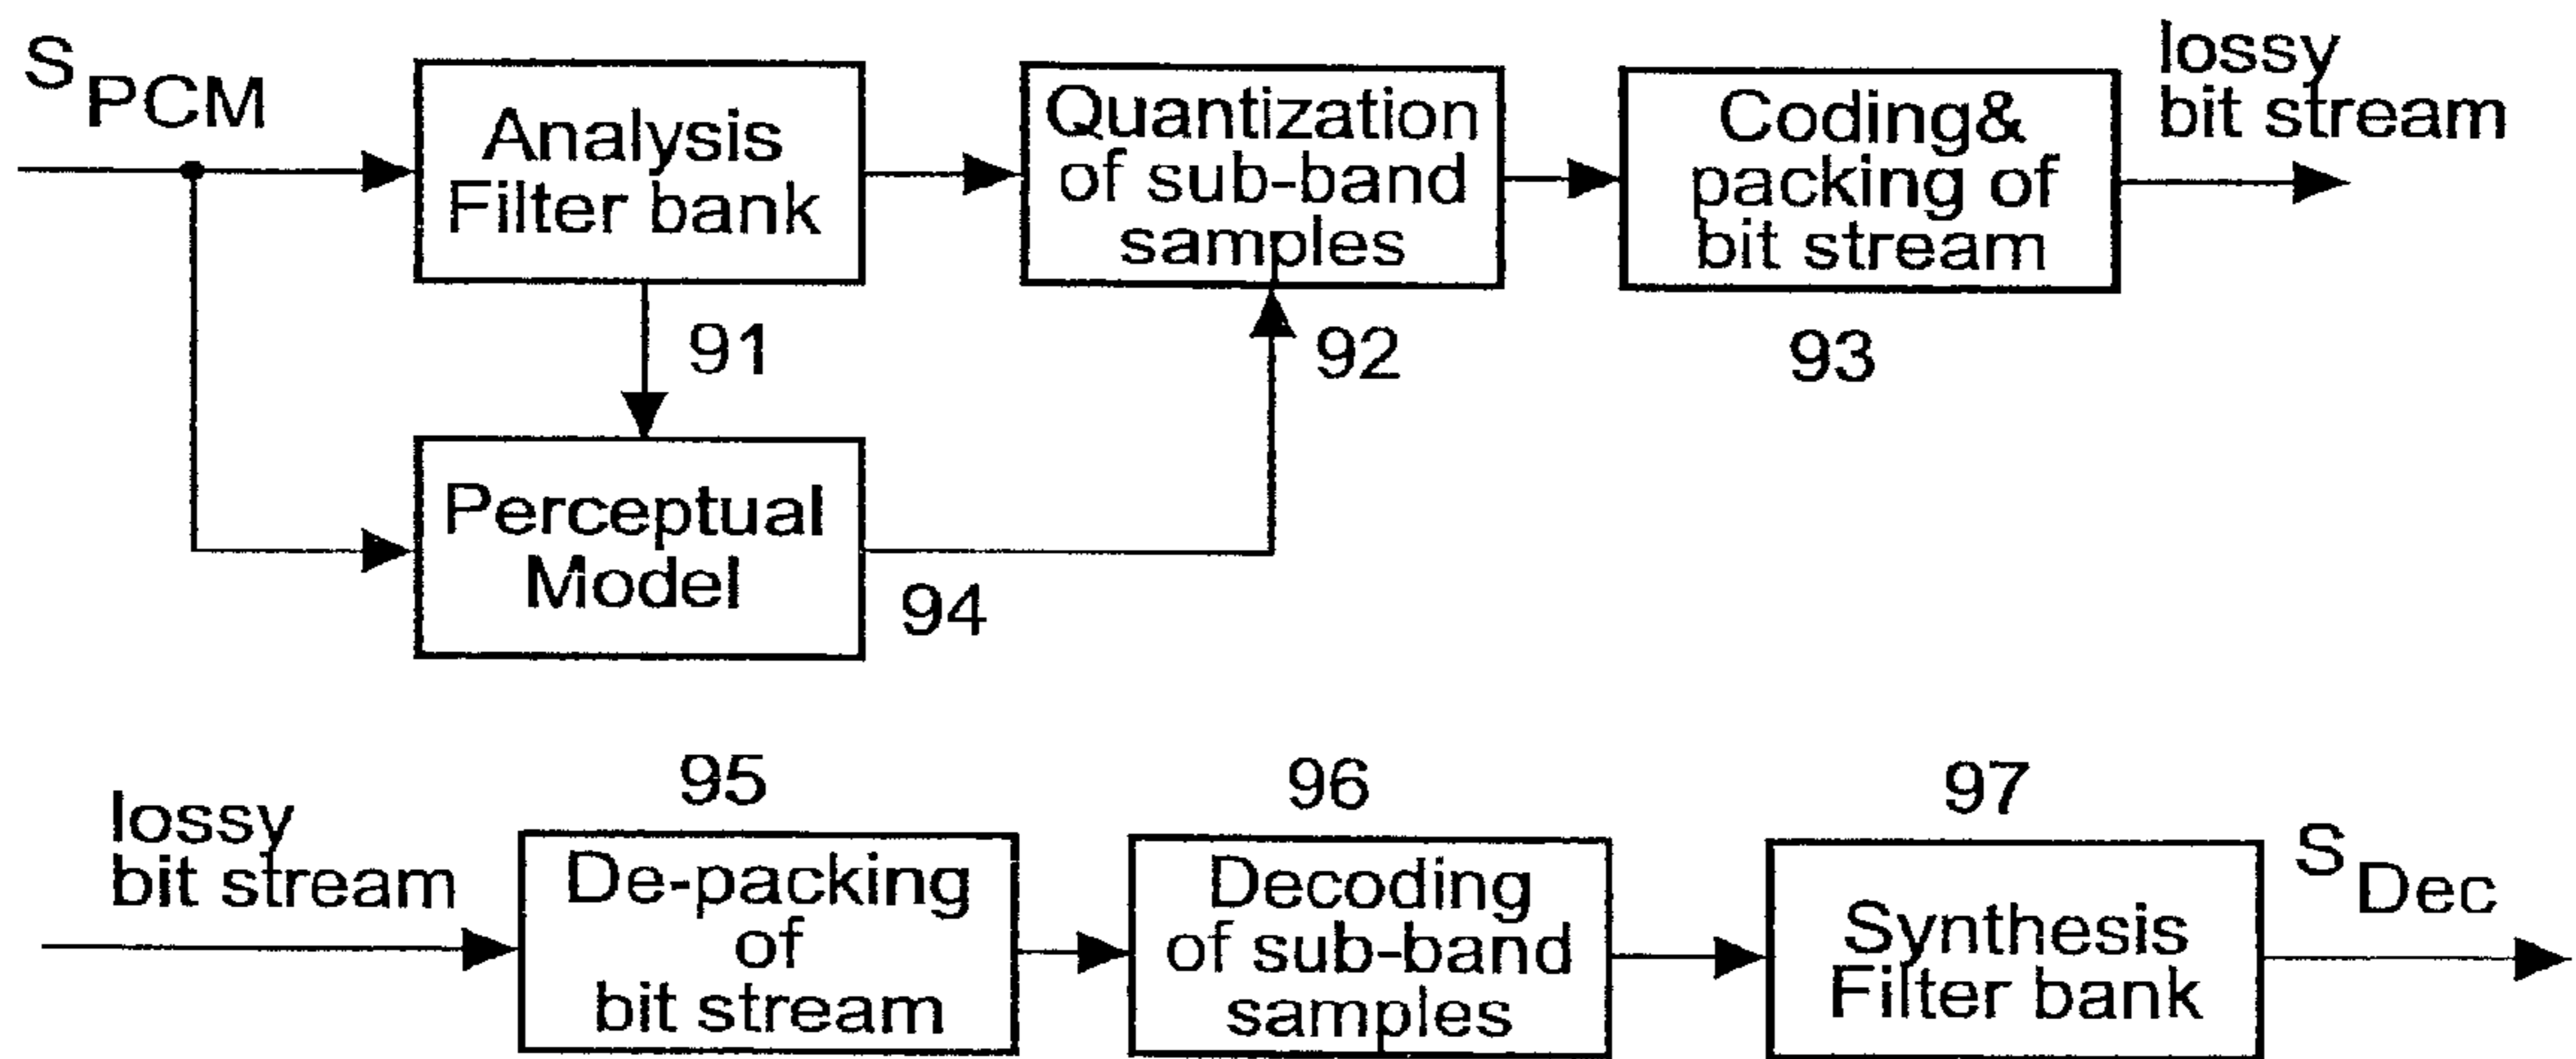 S PCM
Analysis
Filter bank
Quantization
of sub-band
samples
Coding&
packing of
bit stream
lossy
bit stream
91
92
93
Perceptual
Model
94
lossy
bit stream
95
De-packing
of
bit stream
96
Decoding
of sub-band
samples
97
Synthesis
Filter bank
S Dec